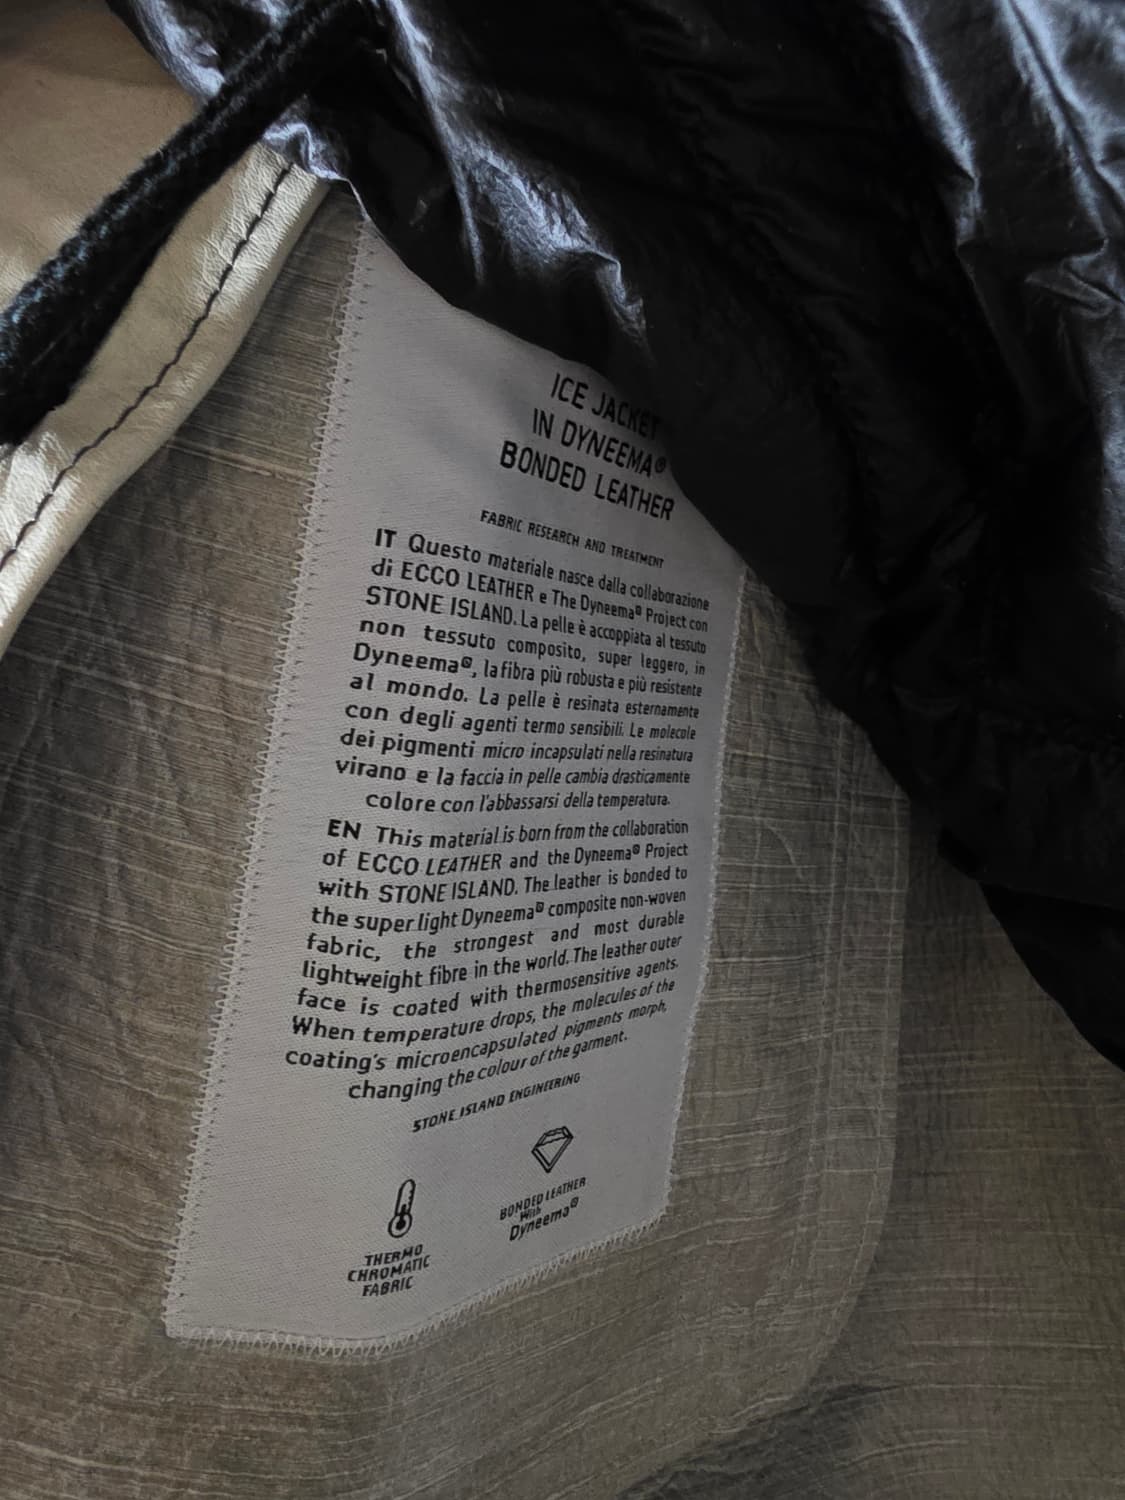 ICE JACKET
IN DYNEEMA®
BONDED LEATHER
FABRIC RESEARCH AND TREATMENT
IT Questo materiale nasce dalla collaborazione
di ECCO LEATHER e The Dyneema® Project con
STONE ISLAND. La pelle è accoppiata al tessuto
non tessuto composito, super leggero, in
Dyneema®, la fibra più robusta e più resistente
al mondo. La pelle è resinata esternamente
con degli agenti termo sensibili. Le molecole
dei pigmenti micro incapsulati nella resinatura
virano e la faccia in pelle cambia drasticamente
colore con l'abbassarsi della temperatura.
EN This material is born from the collaboration
of ECCO LEATHER and the Dyneema® Project
with STONE ISLAND. The leather is bonded to
the super light Dyneema® composite non-woven
fabric, the strongest and most durable
lightweight fibre in the world. The leather outer
face is coated with thermosensitive agents.
When temperature drops, the molecules of the
coating's microencapsulated pigments morph,
changing the colour of the garment.
STONE ISLAND ENGINEERING
THERMO
CHROMATIC
FABRIC
BONDED LEATHER
With
Dyneema®